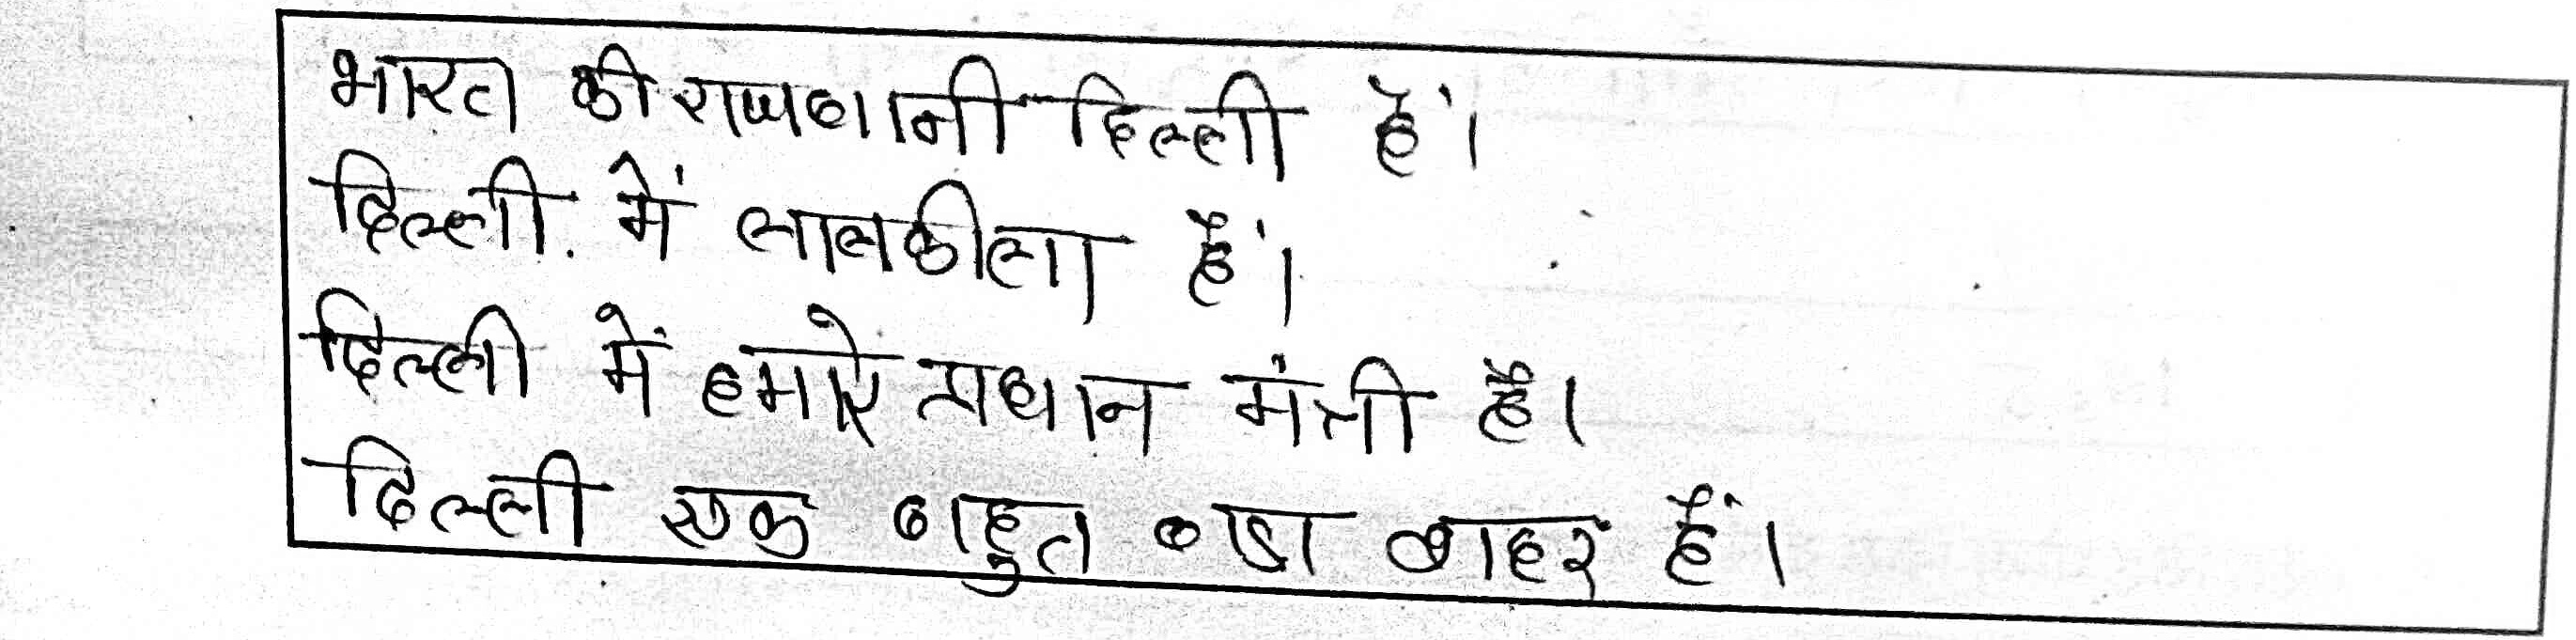 भारत की राजधानी दिल्ली हैं।
दिल्ली में लालकीला हैं।
दिल्ली में हमारे प्रधान मंत्री है।
दिल्ली एक बहुत बडा शहर हैं।